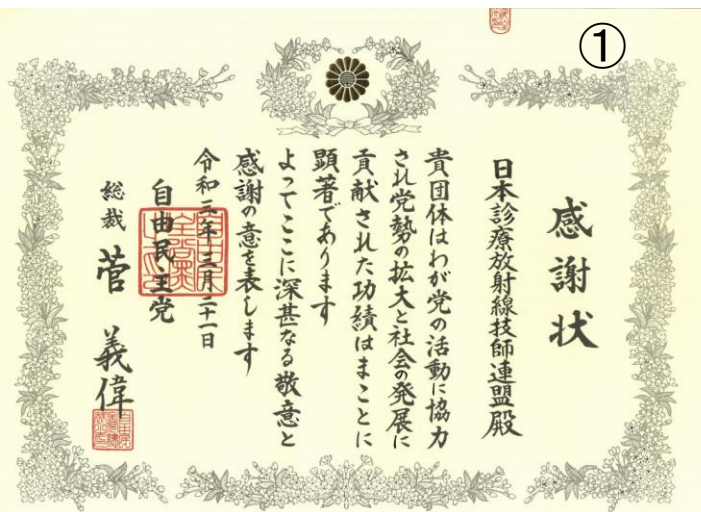 ①
感謝状
日本診療放射線技師連盟殿
貴団体はわが党の活動に協力
され党勢の拡大と社会の発展に
貢献された功績はまことに
顕著であります
よってここに深甚なる敬意と
感謝の意を表します
令和三年三月二十一日
自由民主党
総裁 菅 義偉